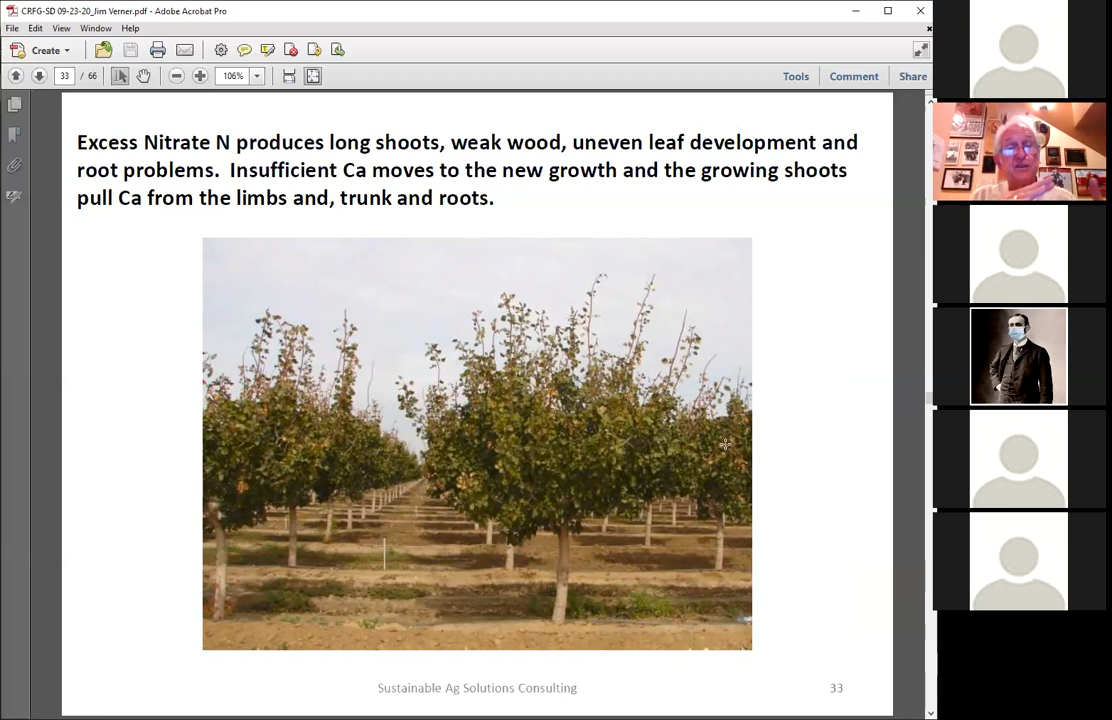 CRFG-SD 09-23-20_Jim Verner.pdf - Adobe Acrobat Pro
File Edit View Window Help
Create
33 / 66 106% Tools Comment Share
Excess Nitrate N produces long shoots, weak wood, uneven leaf development and
root problems. Insufficient Ca moves to the new growth and the growing shoots
pull Ca from the limbs and, trunk and roots.
Sustainable Ag Solutions Consulting 33